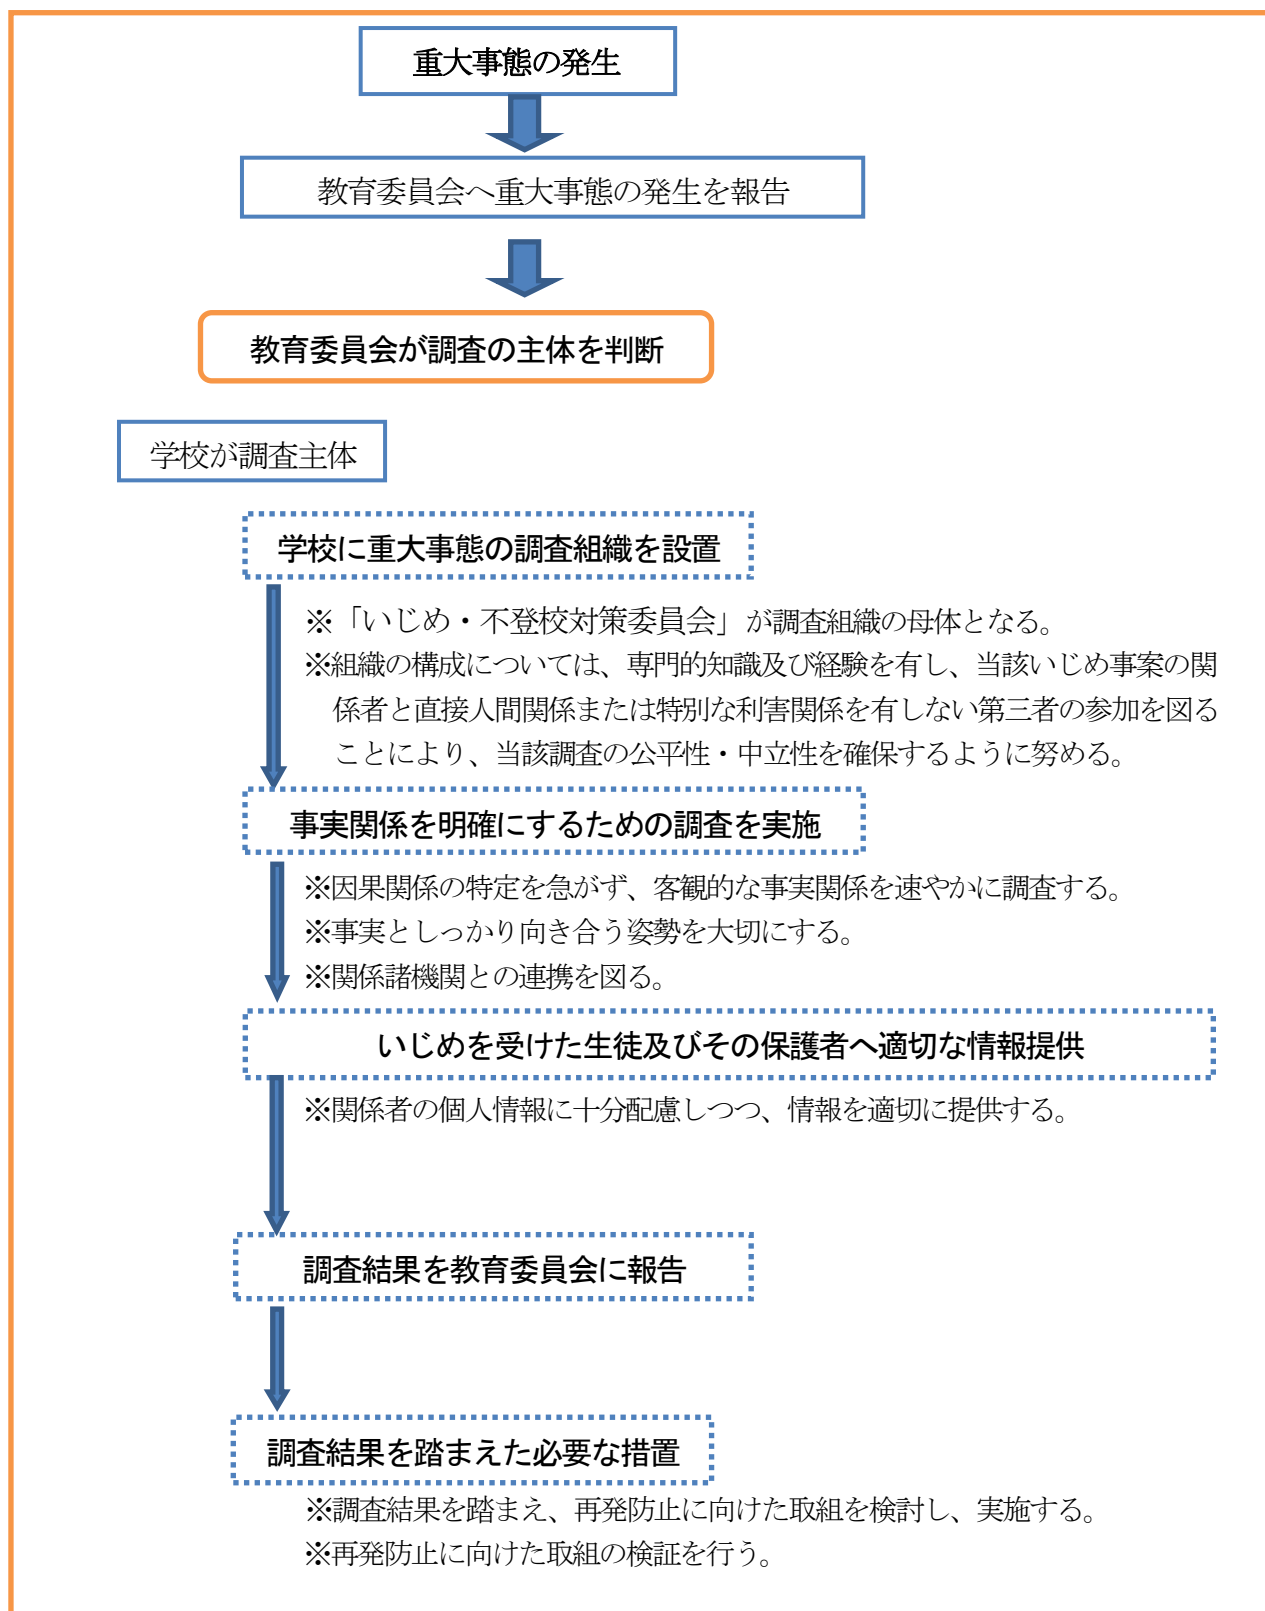 重大事態の発生
教育委員会へ重大事態の発生を報告
教育委員会が調査の主体を判断
学校が調査主体
学校に重大事態の調査組織を設置
※「いじめ・不登校対策委員会」が調査組織の母体となる。
※組織の構成については、専門的知識及び経験を有し、当該いじめ事案の関
係者と直接人間関係または特別な利害関係を有しない第三者の参加を図る
ことにより、当該調査の公平性・中立性を確保するように努める。
事実関係を明確にするための調査を実施
※因果関係の特定を急がず、客観的な事実関係を速やかに調査する。
※事実としっかり向き合う姿勢を大切にする。
※関係諸機関との連携を図る。
いじめを受けた生徒及びその保護者へ適切な情報提供
※関係者の個人情報に十分配慮しつつ、情報を適切に提供する。
調査結果を教育委員会に報告
調査結果を踏まえた必要な措置
※調査結果を踏まえ、再発防止に向けた取組を検討し、実施する。
※再発防止に向けた取組の検証を行う。